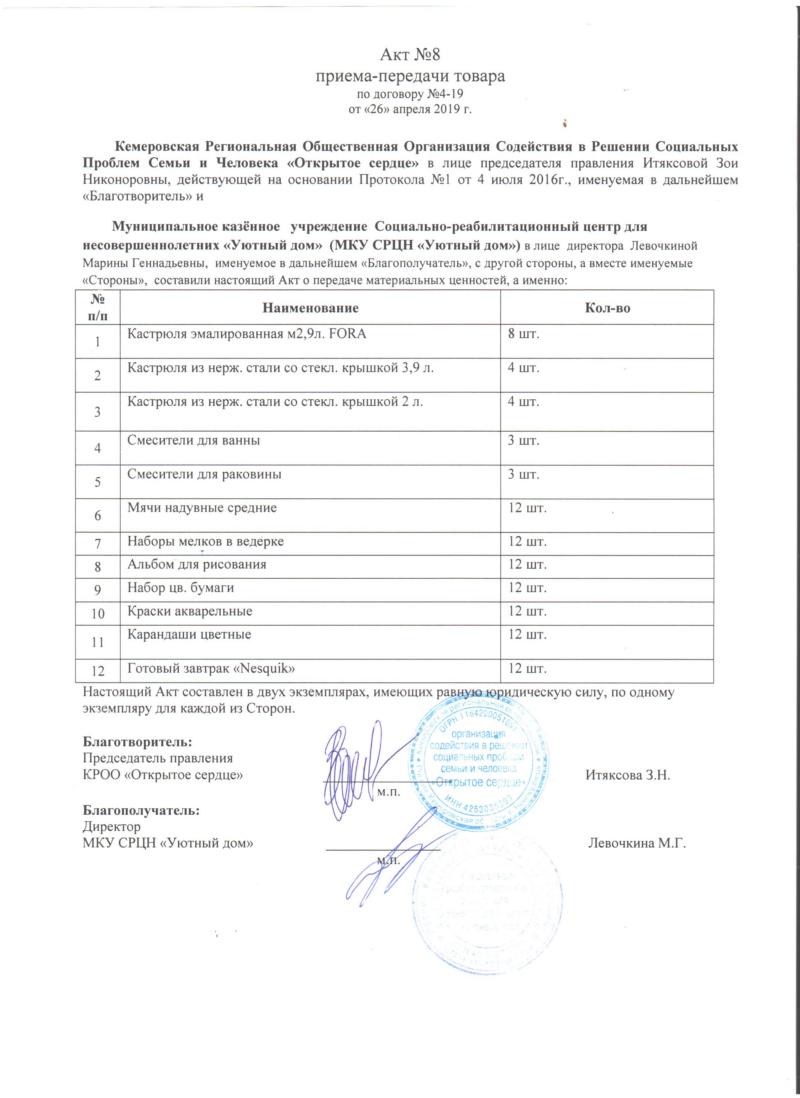 Акт №8
приема-передачи товара
по договору №4-19
от «26» апреля 2019 г.
Кемеровская Региональная Общественная Организация Содействия в Решении Социальных
Проблем Семьи и Человека «Открытое сердце» в лице председателя правления Итяксовой Зои
Никоноровны, действующей на основании Протокола №1 от 4 июля 2016г., именуемая в дальнейшем
«Благотворитель» и
Муниципальное казённое учреждение Социально-реабилитационный центр для
несовершеннолетних «Уютный дом» (МКУ СРЦН «Уютный дом») в лице директора Левочкиной
Марины Геннадьевны, именуемое в дальнейшем «Благополучатель», с другой стороны, а вместе именуемые
«Стороны», составили настоящий Акт о передаче материальных ценностей, а именно:
№ п/п Наименование Кол-во
1 Кастрюля эмалированная м2,9л. FORA 8 шт.
2 Кастрюля из нерж. стали со стекл. крышкой 3,9 л. 4 шт.
3 Кастрюля из нерж. стали со стекл. крышкой 2 л. 4 шт.
4 Смесители для ванны 3 шт.
5 Смесители для раковины 3 шт.
6 Мячи надувные средние 12 шт.
7 Наборы мелков в ведерке 12 шт.
8 Альбом для рисования 12 шт.
9 Набор цв. бумаги 12 шт.
10 Краски акварельные 12 шт.
11 Карандаши цветные 12 шт.
12 Готовый завтрак «Nesquik» 12 шт.
Настоящий Акт составлен в двух экземплярах, имеющих равную юридическую силу, по одному
экземпляру для каждой из Сторон.
Благотворитель:
Председатель правления
КРОО «Открытое сердце» Итяксова З.Н.
м.п.
организация
содействия в решении
социальных проблем
семьи и человека
«Открытое сердце»
Благополучатель:
Директор
МКУ СРЦН «Уютный дом» Левочкина М.Г.
м.п.